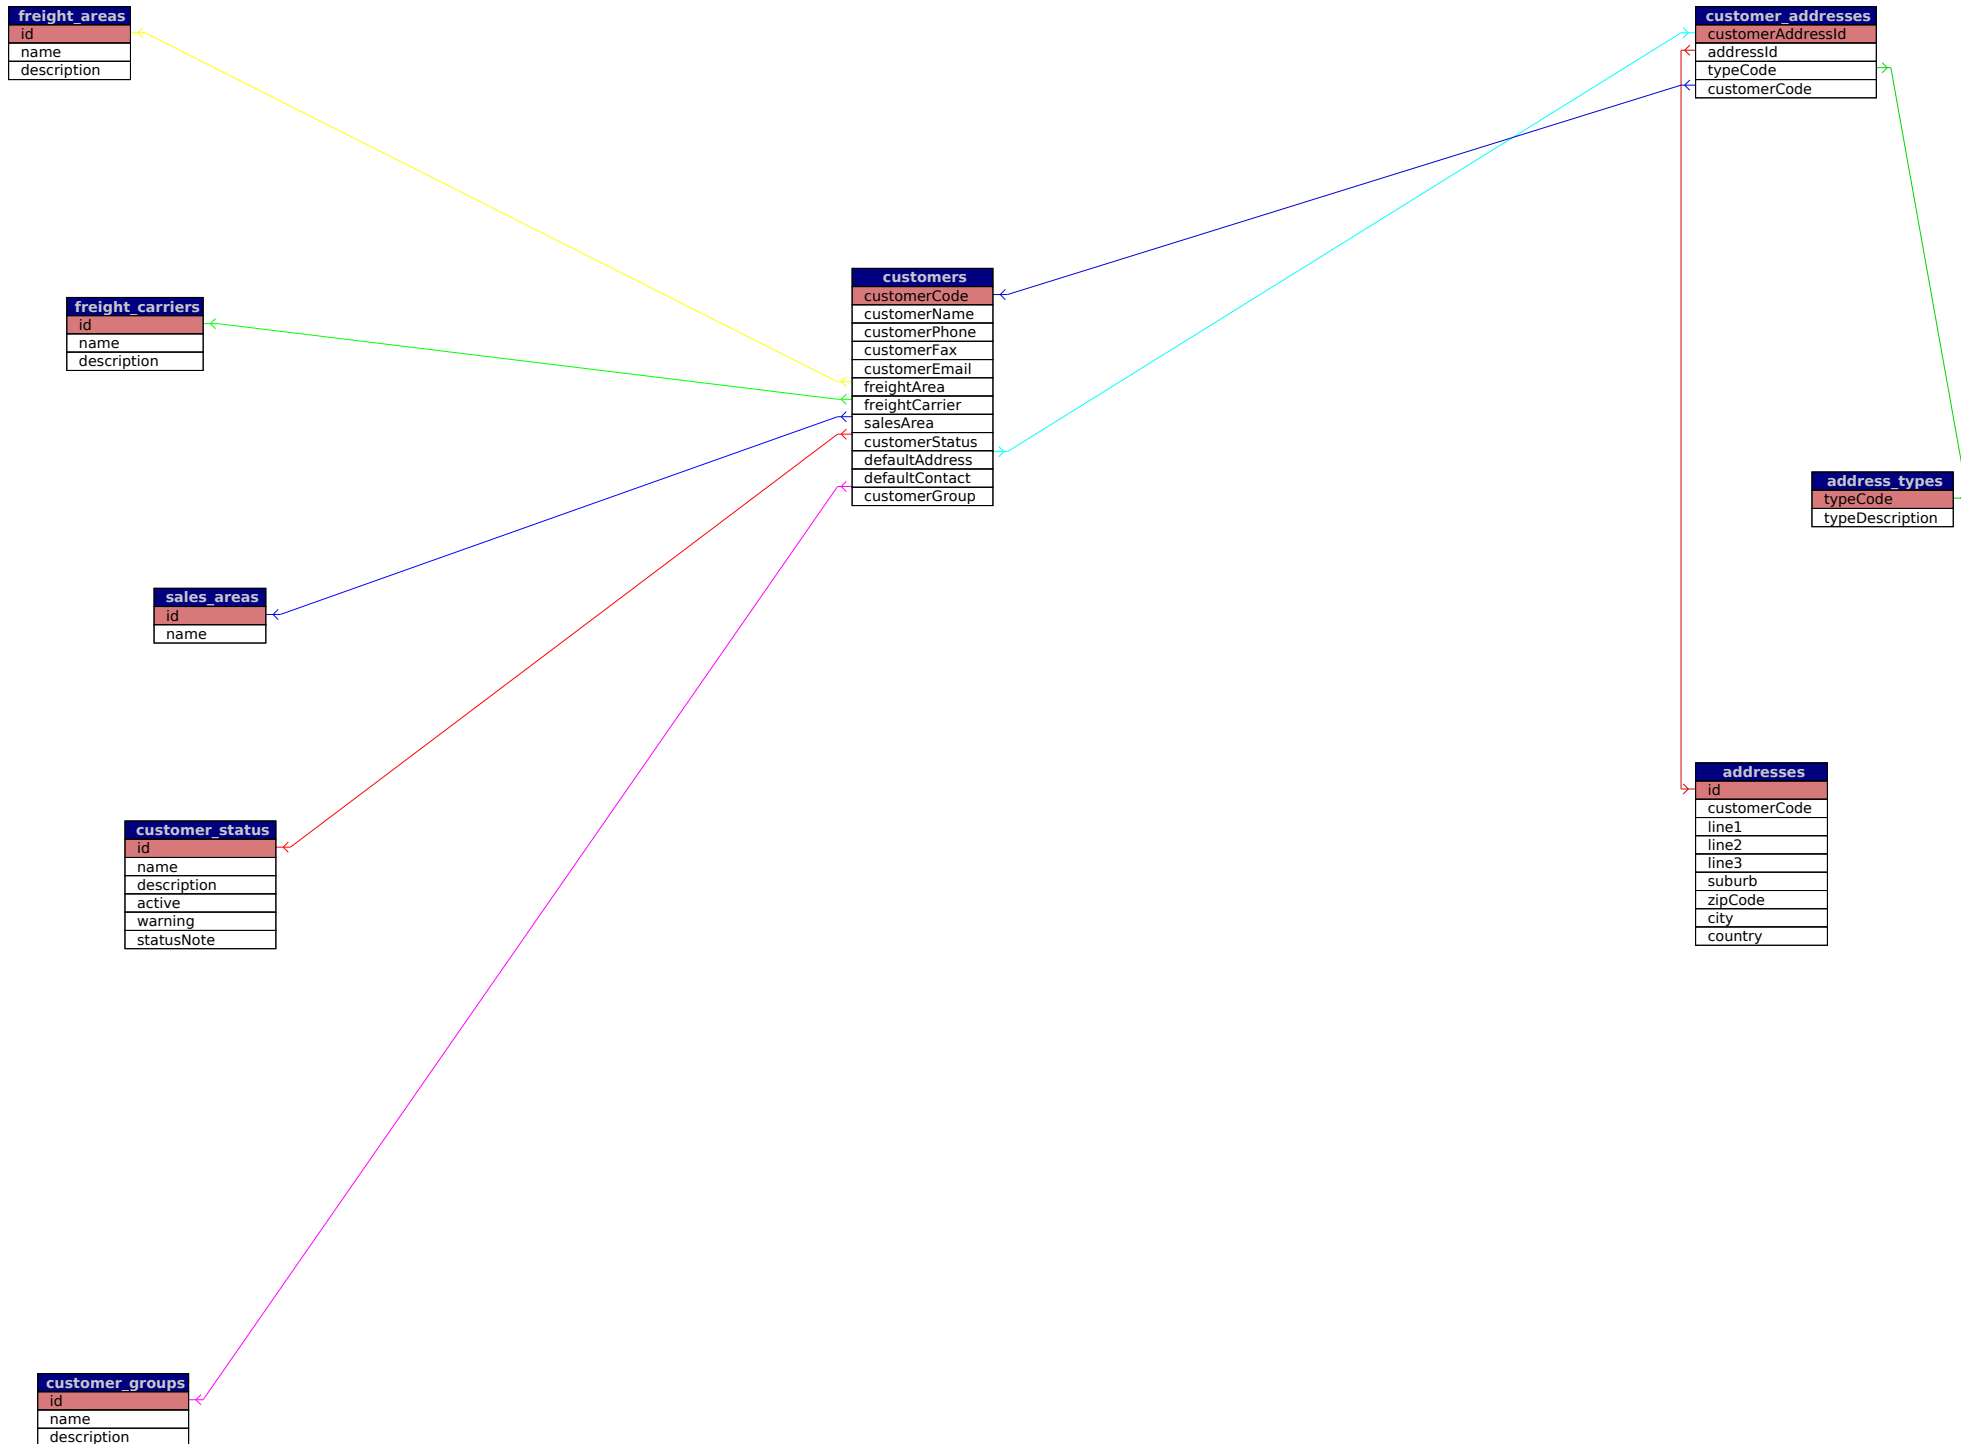 freight_areas
id
name
description
customer_addresses
customerAddressId
addressId
typeCode
customerCode
customers
customerCode
customerName
customerPhone
customerFax
customerEmail
freightArea
freightCarrier
salesArea
customerStatus
defaultAddress
defaultContact
customerGroup
freight_carriers
id
name
description
address_types
typeCode
typeDescription
sales_areas
id
name
addresses
id
customerCode
line1
line2
line3
suburb
zipCode
city
country
customer_status
id
name
description
active
warning
statusNote
customer_groups
id
name
description